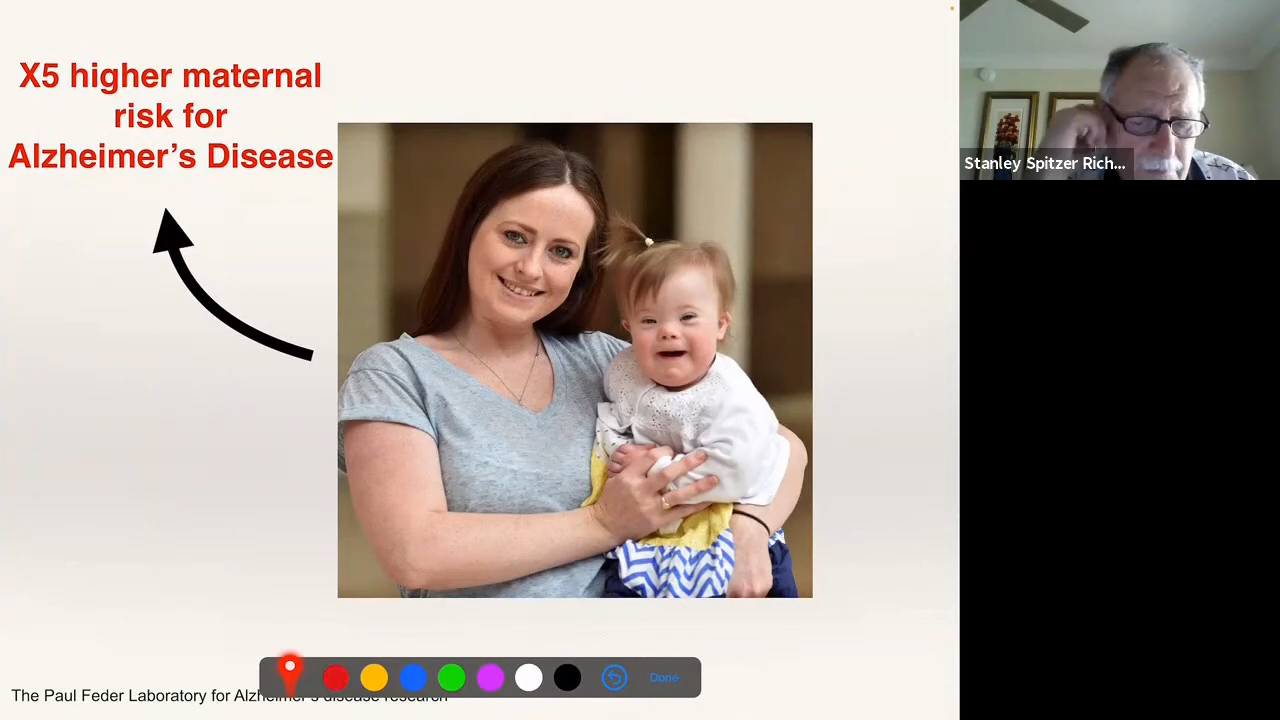 X5 higher maternal
risk for
Alzheimer's Disease
Stanley Spitzer Rich...
Done
The Paul Feder Laboratory for Alzheimer's disease research